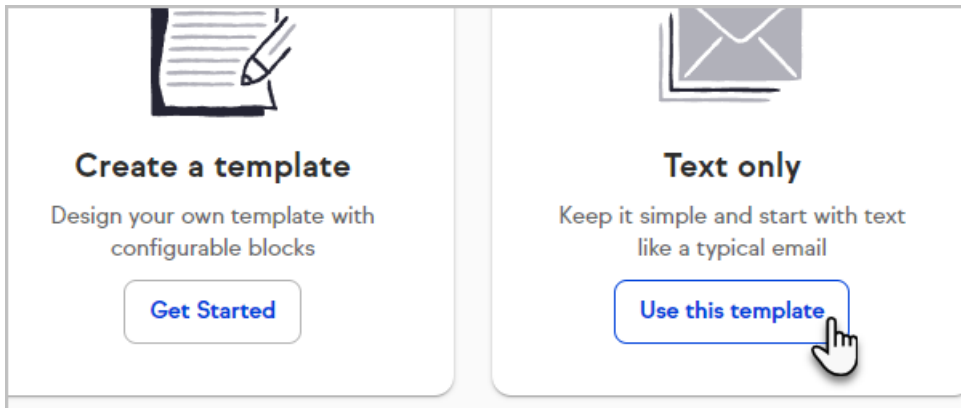 Create a template
Design your own template with
configurable blocks
Get Started
Text only
Keep it simple and start with text
like a typical email
Use this template